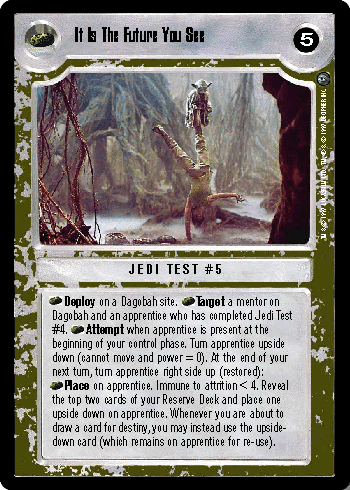 It Is The Future You See
5
JEDI TEST #5
Deploy on a Dagobah site. Target a mentor on
Dagobah and an apprentice who has completed Jedi Test
#4. Attempt when apprentice is present at the
beginning of your control phase. Turn apprentice upside
down (cannot move and power = 0). At the end of your
next turn, turn apprentice right side up (restored):
Place on apprentice. Immune to attrition < 4. Reveal
the top two cards of your Reserve Deck and place one
upside down on apprentice. Whenever you are about to
draw a card for destiny, you may instead use the upside-
down card (which remains on apprentice for re-use).